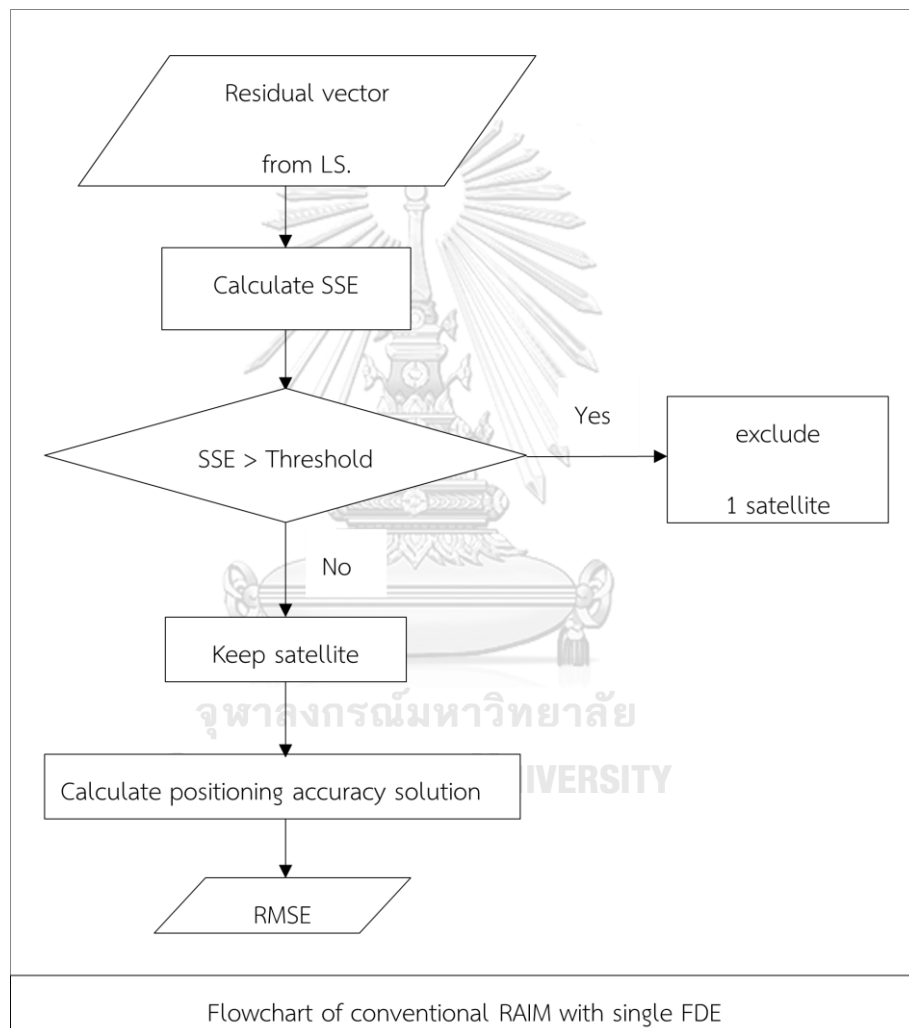 Residual vector
from LS.
Calculate SSE
SSE > Threshold
Yes
exclude
1 satellite
No
Keep satellite
จุฬาลงกรณ์มหาวิทยาลัย
Calculate positioning accuracy solution
IVERSITY
RMSE
Flowchart of conventional RAIM with single FDE